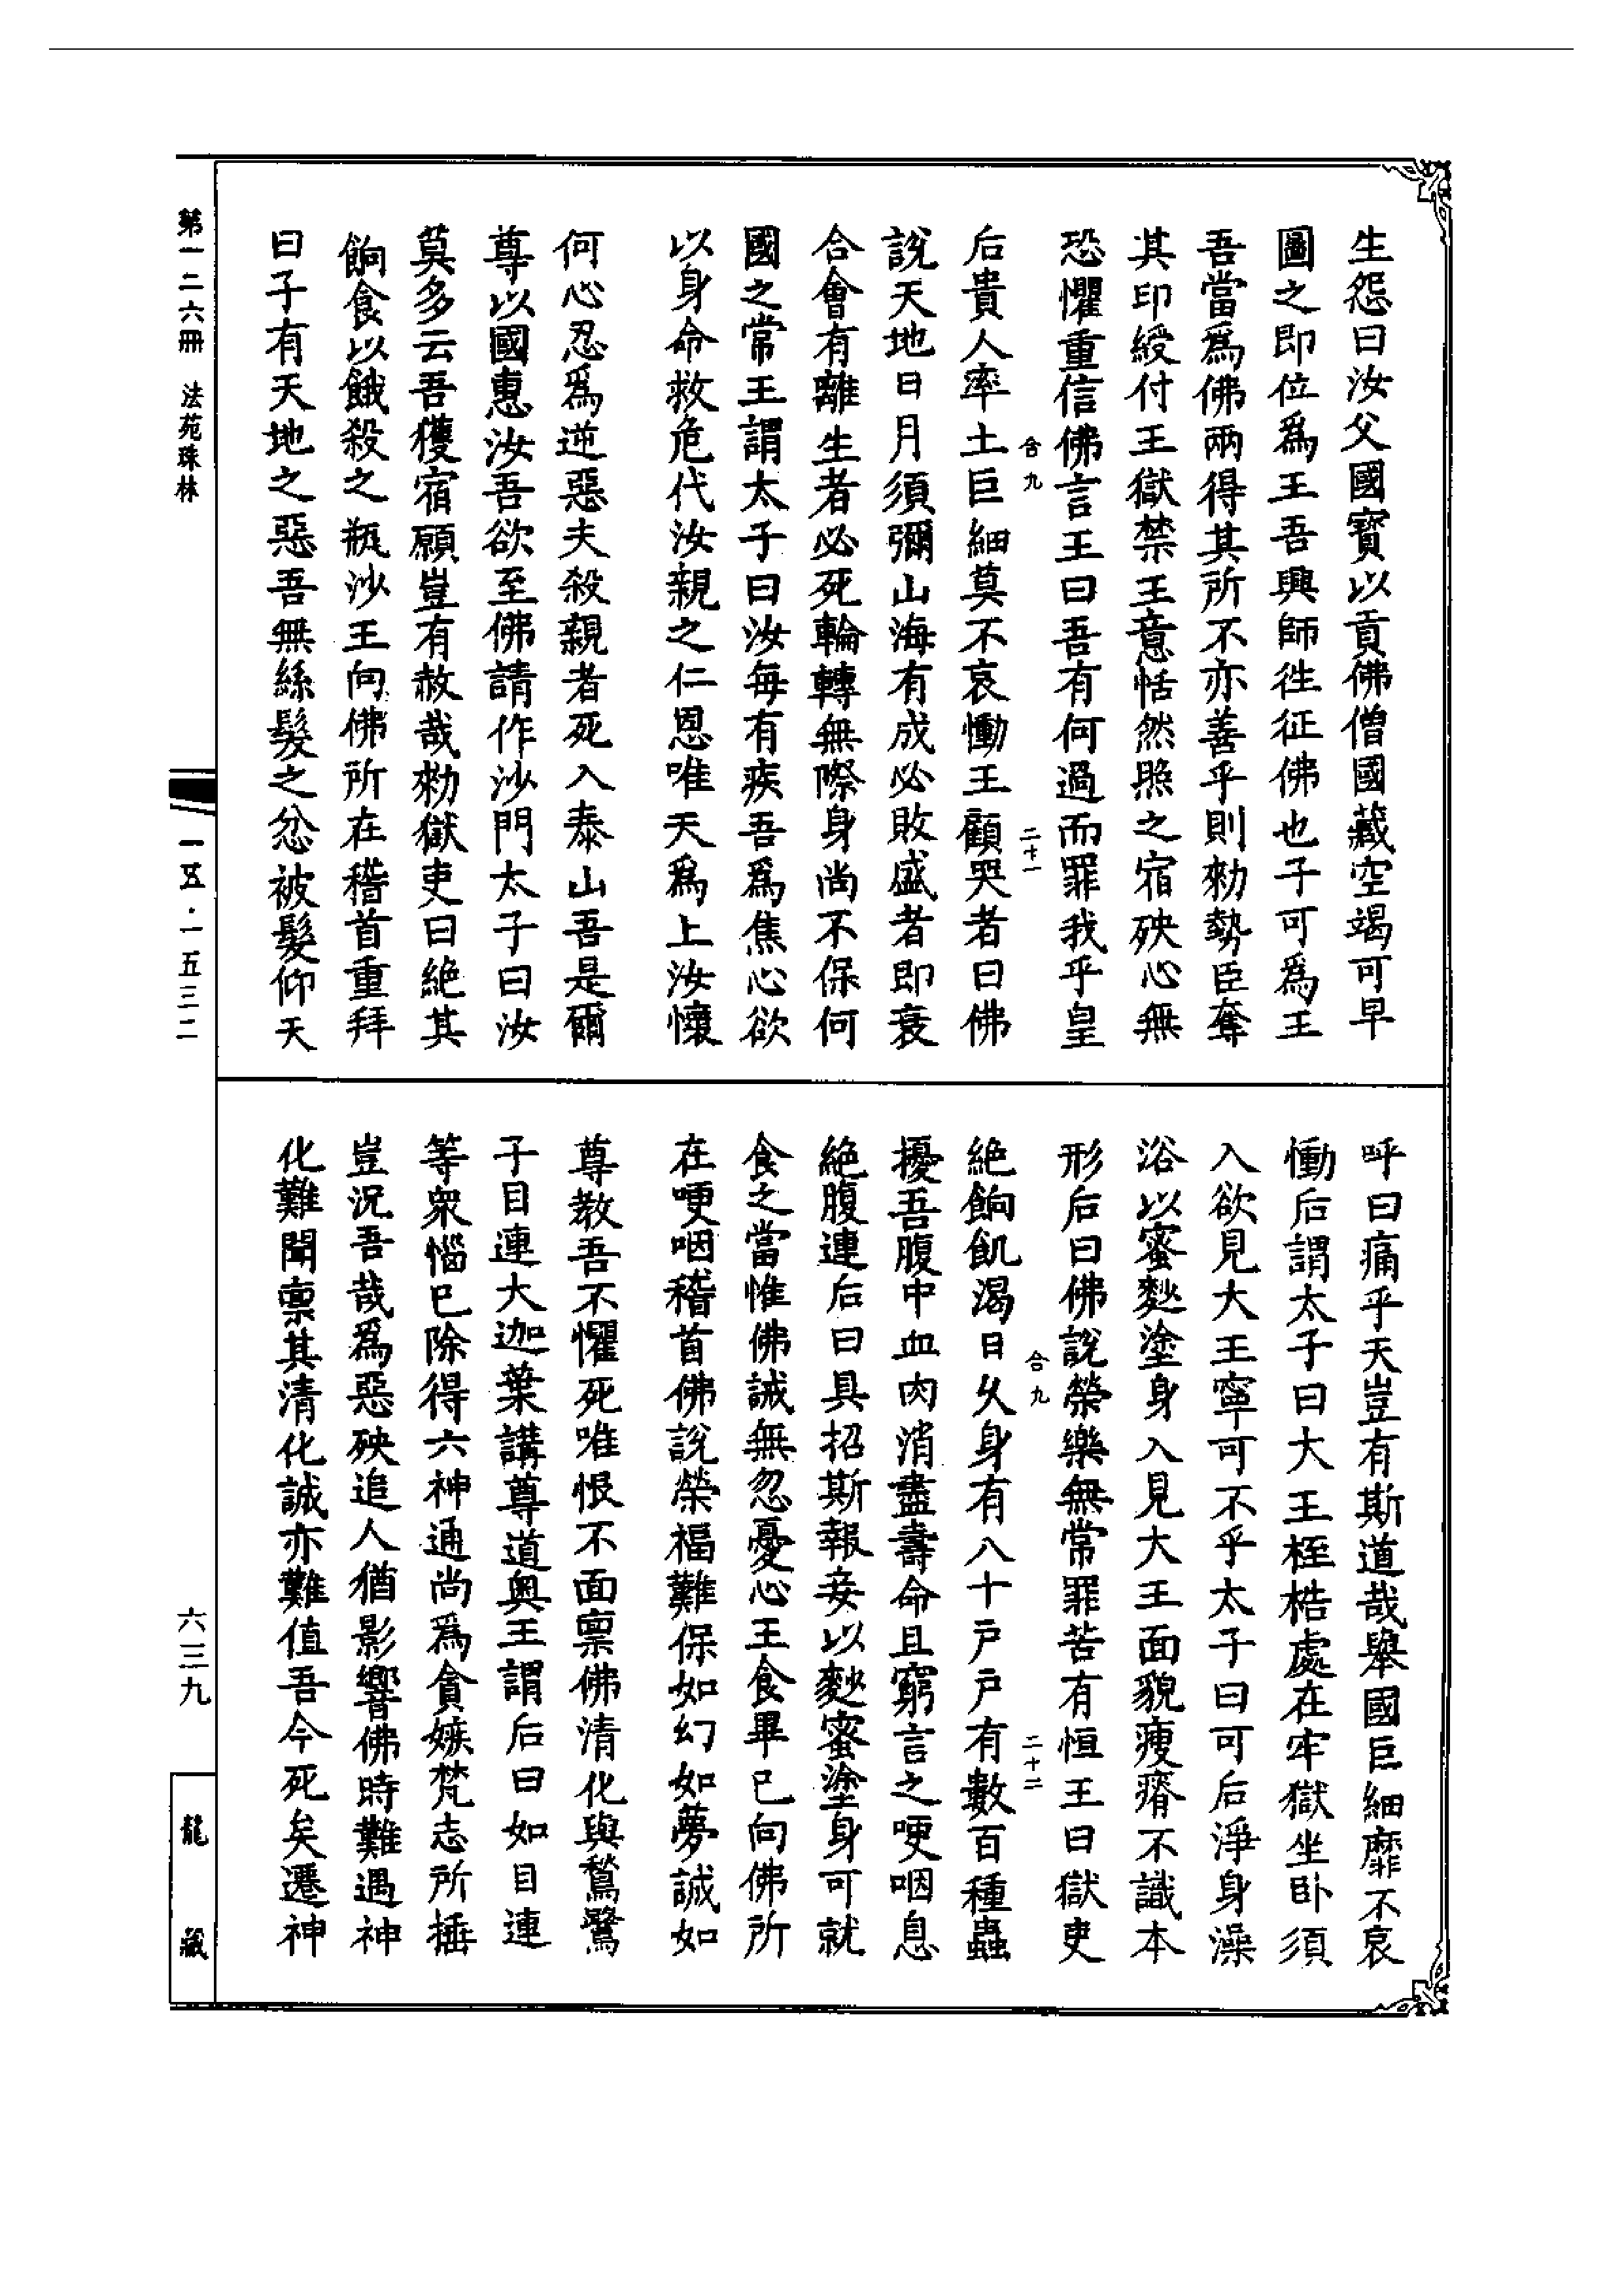 生怨曰汝父國寳以貢佛僧國藏空竭可早
圖之即位爲王吾興師徃征佛也子可爲王
吾當爲佛兩得其所不亦善乎則勑勢臣奪
其印綬付王獄禁王意恬然照之宿殃心無
恐懼重信佛言王曰吾有何過而罪我乎皇
合九
二十一
后貴人率土巨細莫不哀慟王顧哭者曰佛
說天地日月須彌山海有成必敗盛者即衰
合會有離生者必死輪轉無際身尚不保何
國之常王謂太子曰汝每有疾吾爲焦心欲
以身命救危代汝親之仁恩唯天爲上汝懷
何心忍爲逆惡夫殺親者死入泰山吾是爾
尊以國惠汝吾欲至佛請作沙門太子曰汝
莫多云吾獲宿願豈有赦哉勑獄吏曰絕其
餉食以餓殺之瓶沙王向佛所在稽首重拜
曰子有天地之惡吾無絲髮之忿被髮仰天
呼曰痛乎天豈有斯道哉舉國巨細靡不哀
慟后謂太子曰大王桎梏處在牢獄坐卧須
入欲見大王寧可不乎太子曰可后淨身澡
浴以蜜麨塗身入見大王面貌瘦瘠不識本
形后曰佛說榮樂無常罪苦有恒王曰獄吏
合九
二十二
絕餉飢渴日久身有八十戶戶有數百種蟲
擾吾腹中血肉消盡壽命且窮言之哽咽息
絕腹連后曰具招斯報妾以麨蜜塗身可就
食之當惟佛誡無忽憂心王食畢已向佛所
在哽咽稽首佛說榮福難保如幻如夢誠如
尊教吾不懼死唯恨不面禀佛清化與鶖鷺
子目連大迦葉講尊道奥王謂后曰如目連
等衆惱已除得六神通尚爲貪嫉梵志所捶
豈況吾哉爲惡殃追人猶影響佛時難遇神
化難聞禀其清化誠亦難值吾今死矣遷神
第一二六冊　法苑珠林
一五·一五三二
六三九
龍藏